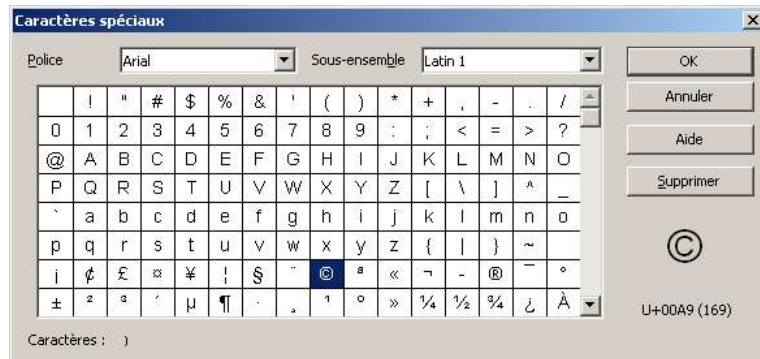 Caractères spéciaux
Police Arial Sous-ensemble Latin 1 OK
! " # $ % & ' ( ) * + , - . / Annuler
0 1 2 3 4 5 6 7 8 9 : ; < = > ? Aide
@ A B C D E F G H I J K L M N O
P Q R S T U V W X Y Z [ \ ] ^ _ Supprimer
` a b c d e f g h i j k l m n o
p q r s t u v w x y z { | } ~ ©
¡ ¢ £ ¤ ¥ ¦ § ¨ © ª « ¬ - ® ¯ °
± ² ³ ´ µ ¶ · ¸ ¹ º » ¼ ½ ¾ ¿ À U+00A9 (169)
Caractères : )